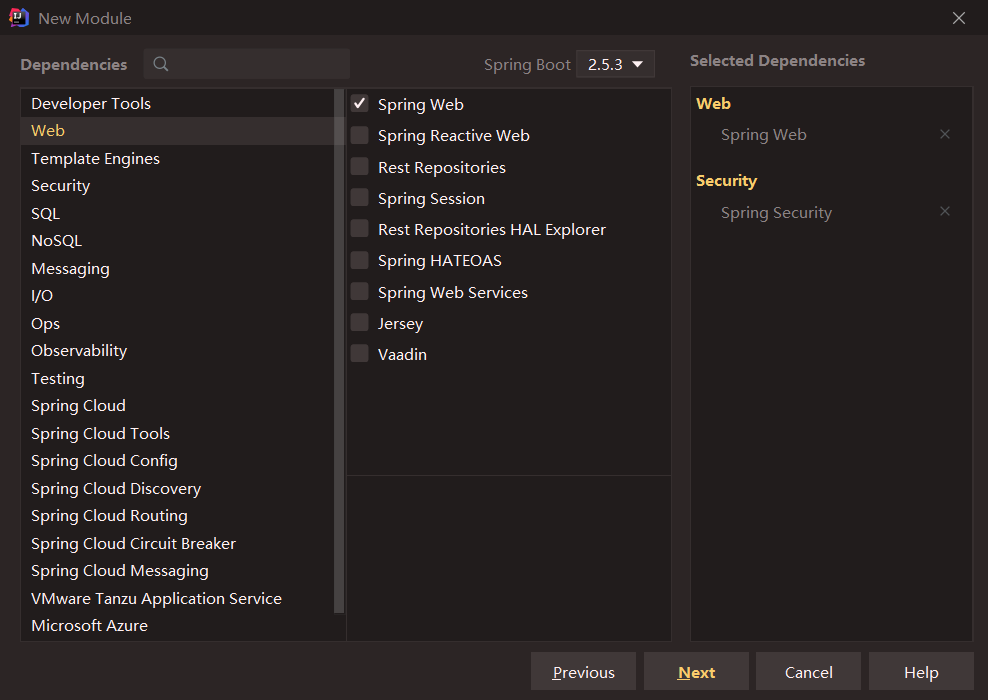 New Module
Dependencies
Spring Boot 2.5.3
Selected Dependencies
Developer Tools
Web
Template Engines
Security
SQL
NoSQL
Messaging
I/O
Ops
Observability
Testing
Spring Cloud
Spring Cloud Tools
Spring Cloud Config
Spring Cloud Discovery
Spring Cloud Routing
Spring Cloud Circuit Breaker
Spring Cloud Messaging
VMware Tanzu Application Service
Microsoft Azure
Spring Web
Spring Reactive Web
Rest Repositories
Spring Session
Rest Repositories HAL Explorer
Spring HATEOAS
Spring Web Services
Jersey
Vaadin
Web
Spring Web
Security
Spring Security
Previous
Next
Cancel
Help